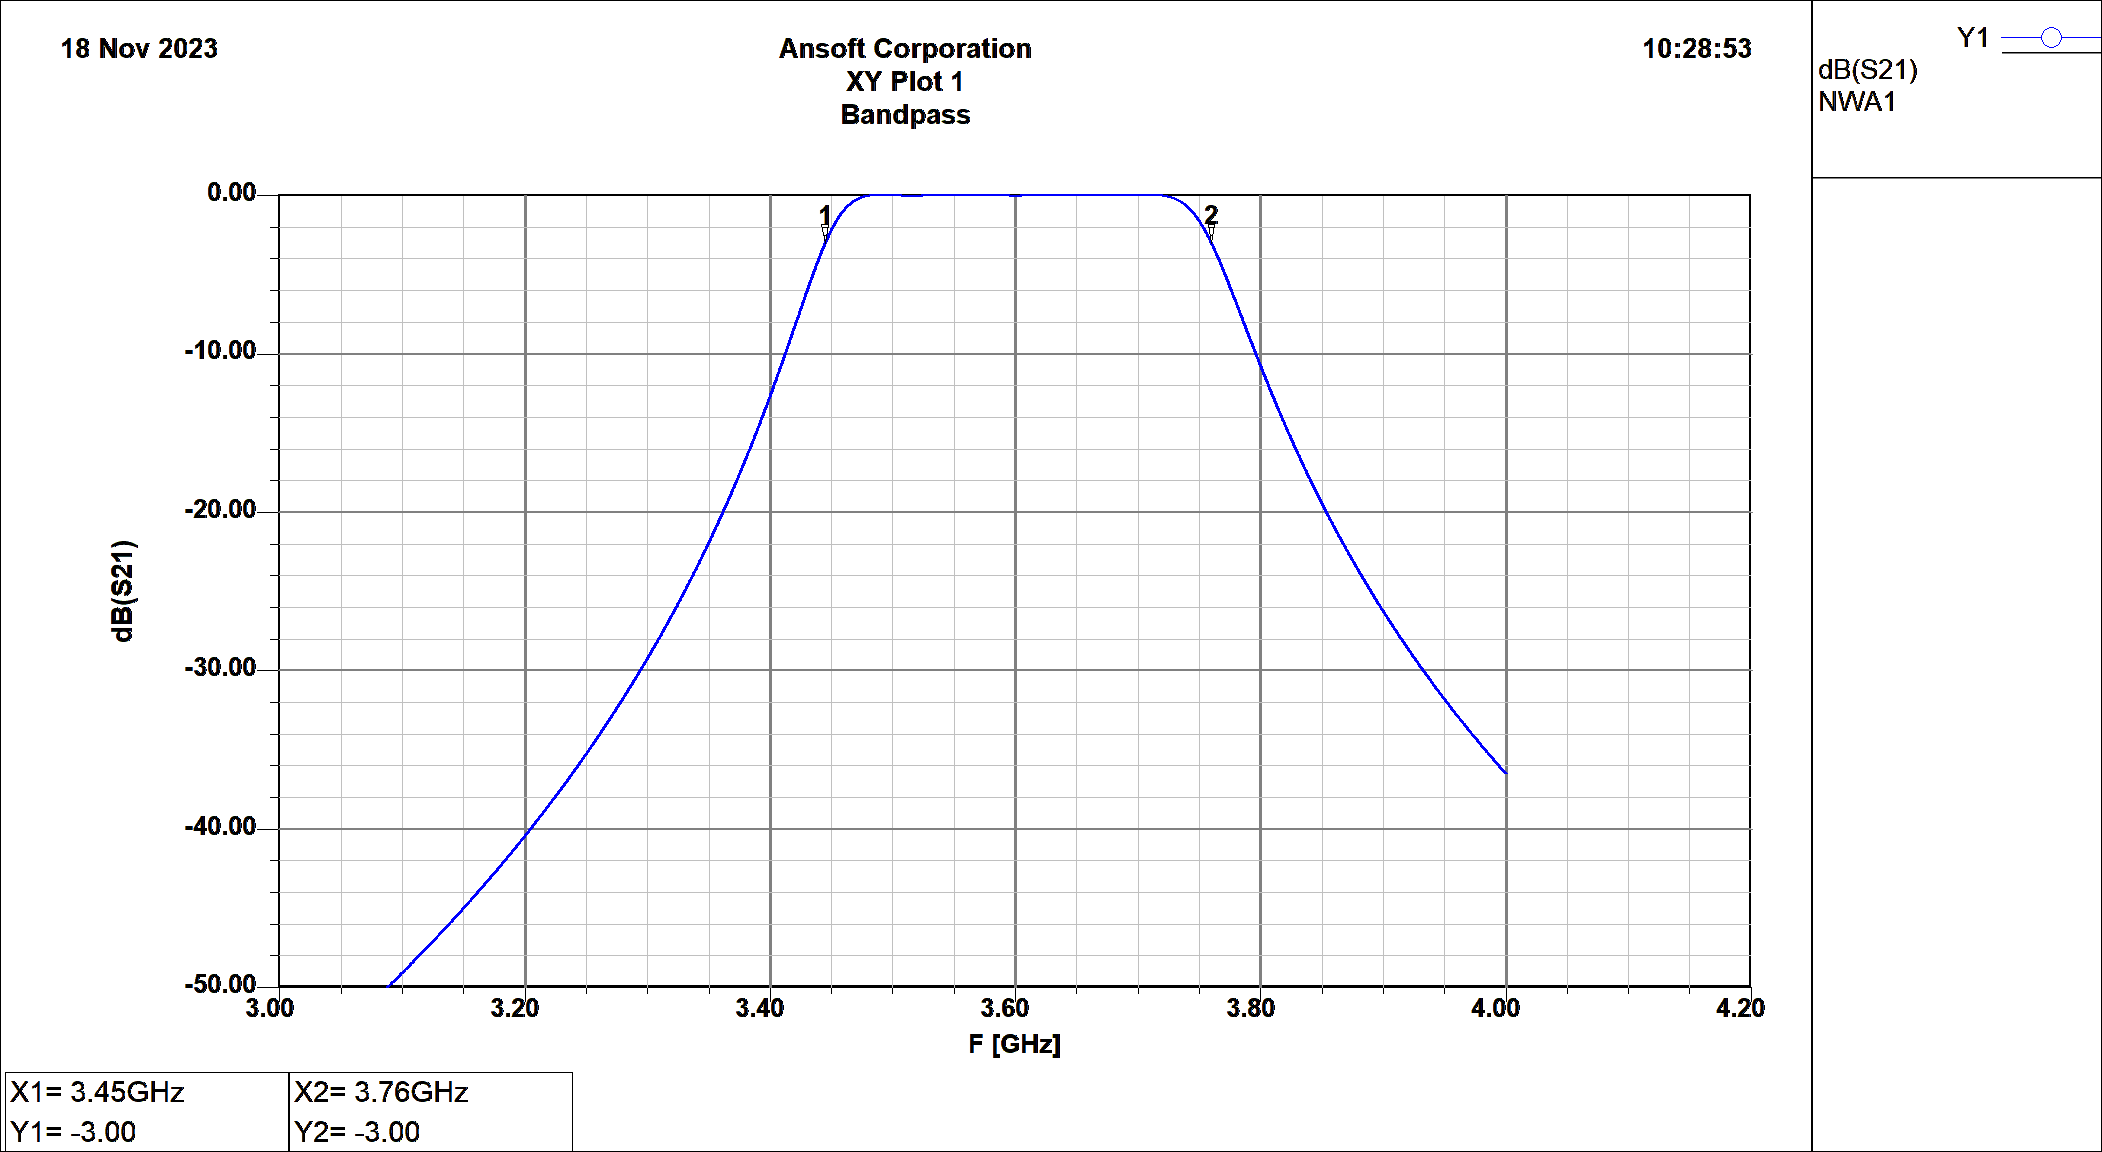 18 Nov 2023
Ansoft Corporation
10:28:53
XY Plot 1
Bandpass
Y1
dB(S21)
NWA1
0.00
-10.00
-20.00
-30.00
-40.00
-50.00
dB(S21)
1
2
3.00
3.20
3.40
3.60
3.80
4.00
4.20
F [GHz]
X1= 3.45GHz
Y1= -3.00
X2= 3.76GHz
Y2= -3.00